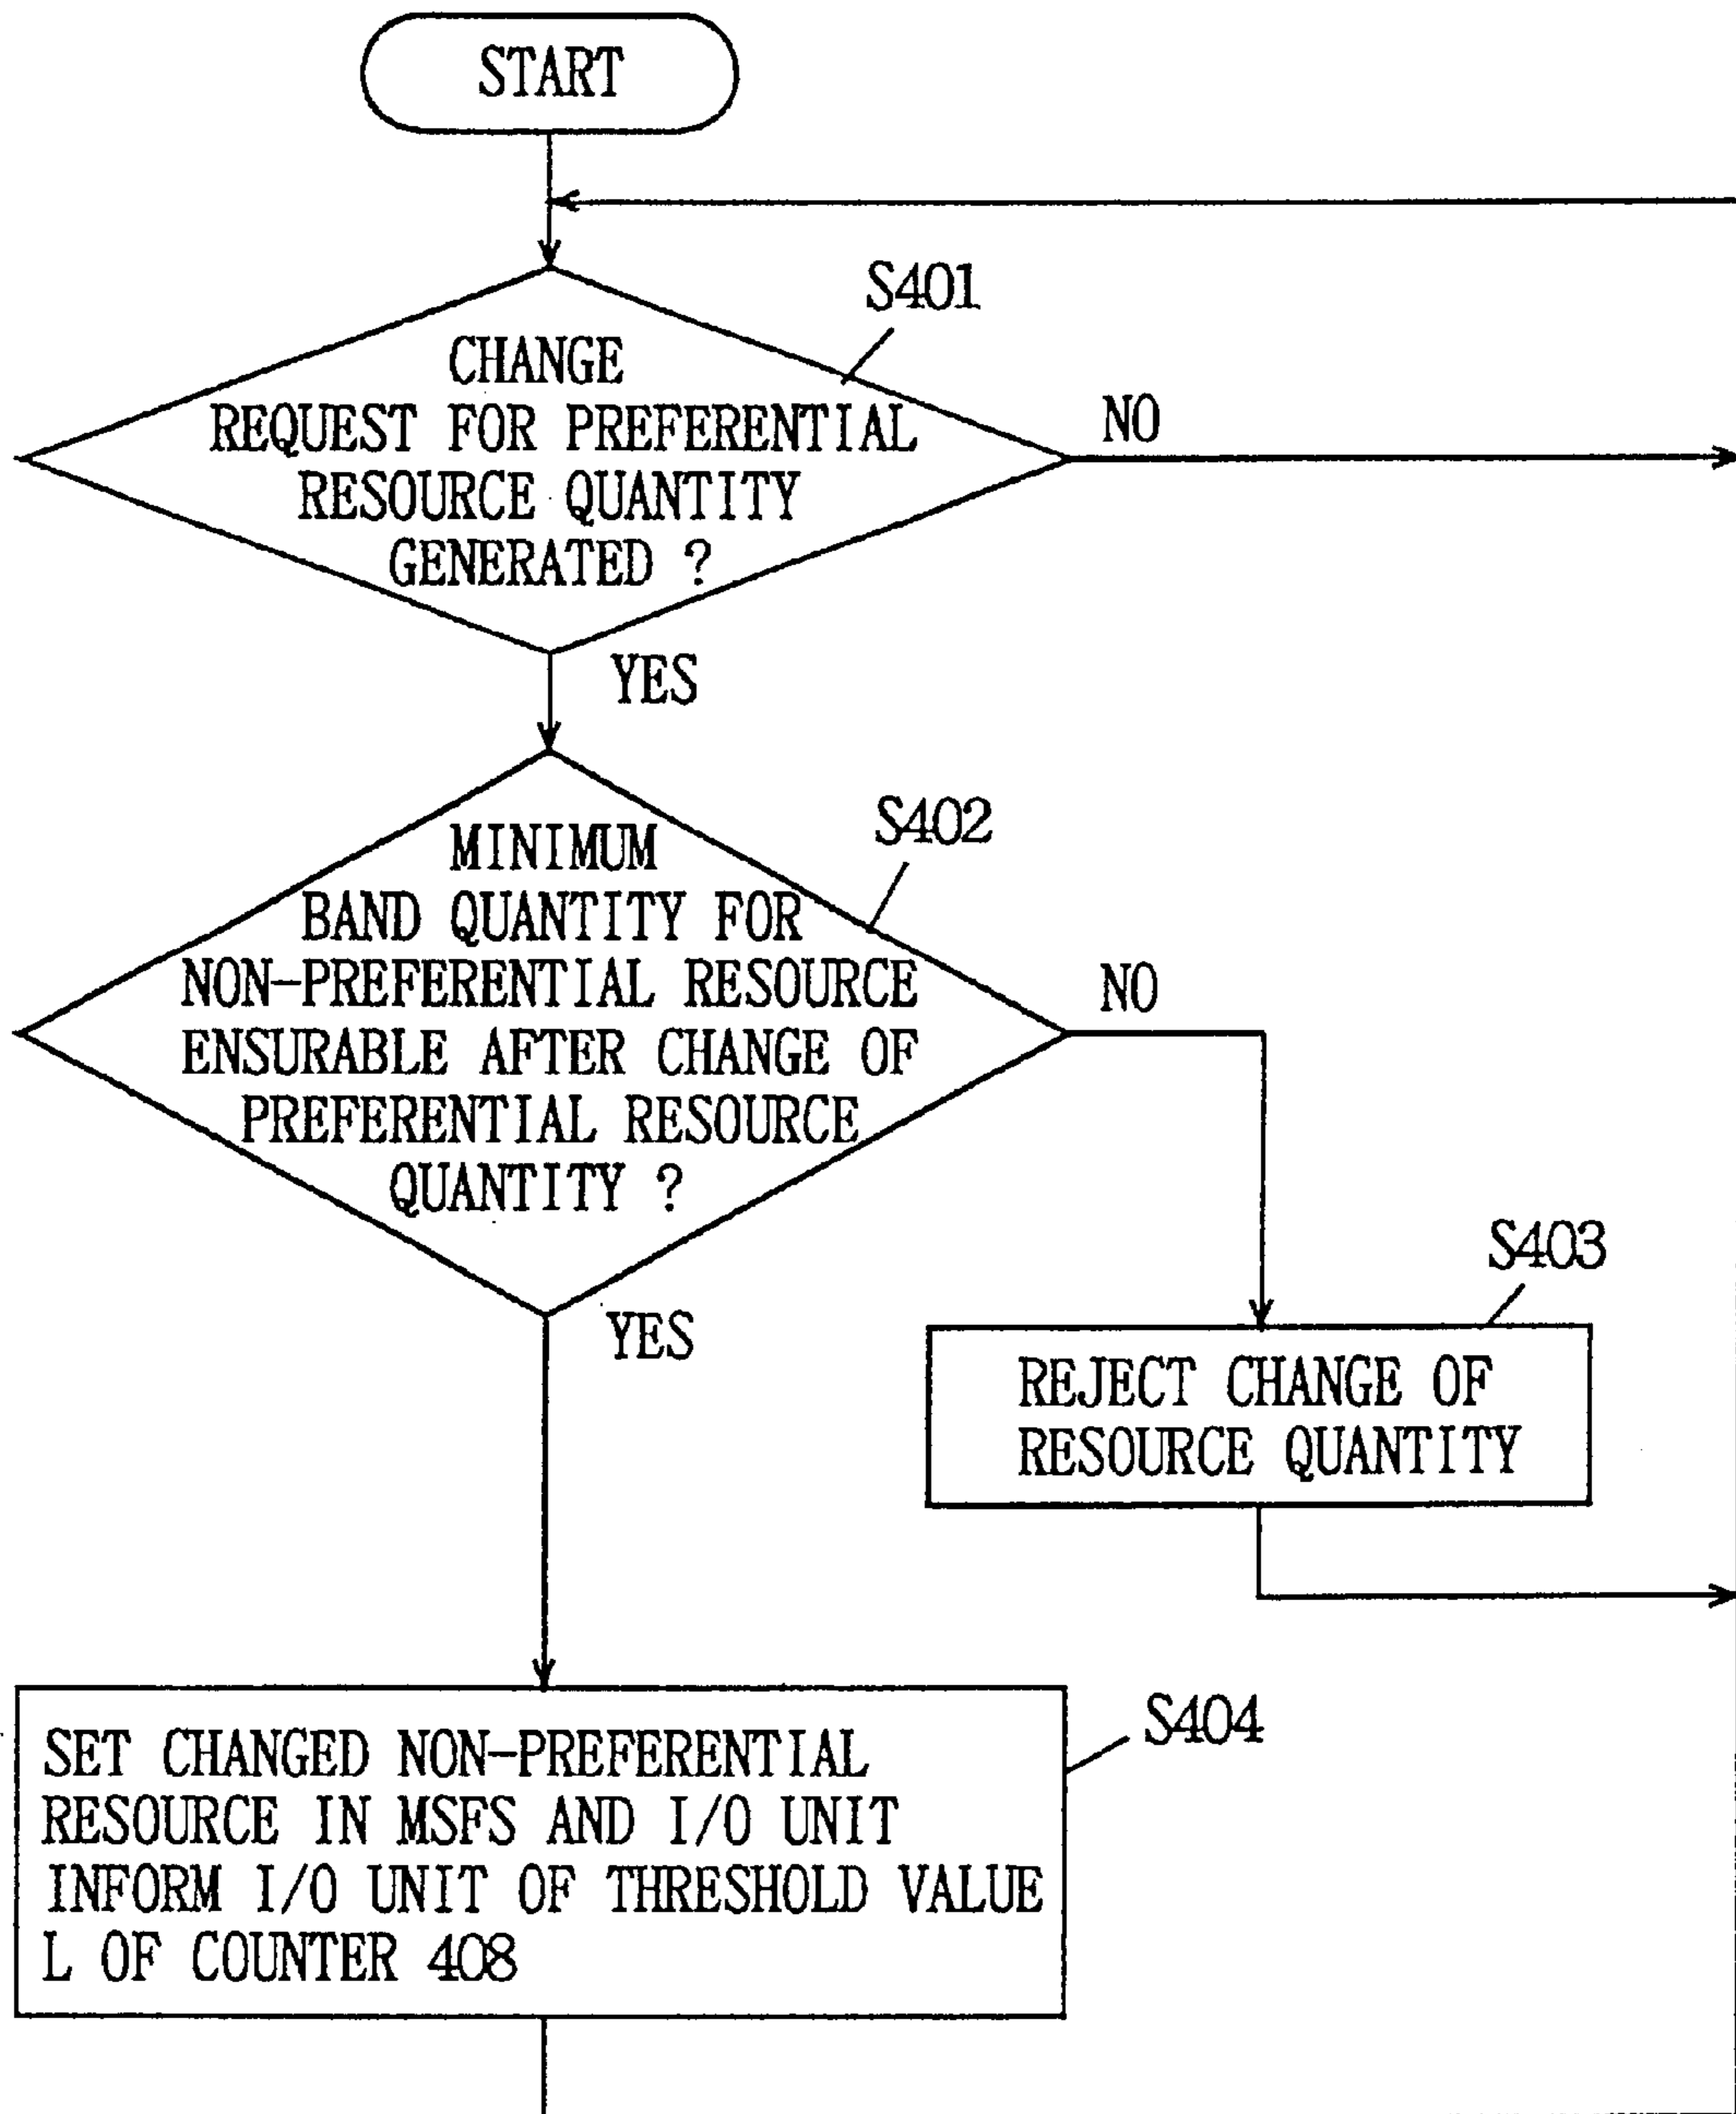 START
S401
CHANGE
REQUEST FOR PREFERENTIAL
RESOURCE QUANTITY
GENERATED ?
NO
YES
S402
MINIMUM
BAND QUANTITY FOR
NON-PREFERENTIAL RESOURCE
ENSURABLE AFTER CHANGE OF
PREFERENTIAL RESOURCE
QUANTITY ?
NO
YES
S403
REJECT CHANGE OF
RESOURCE QUANTITY
S404
SET CHANGED NON-PREFERENTIAL
RESOURCE IN MSFS AND I/O UNIT
INFORM I/O UNIT OF THRESHOLD VALUE
L OF COUNTER 408